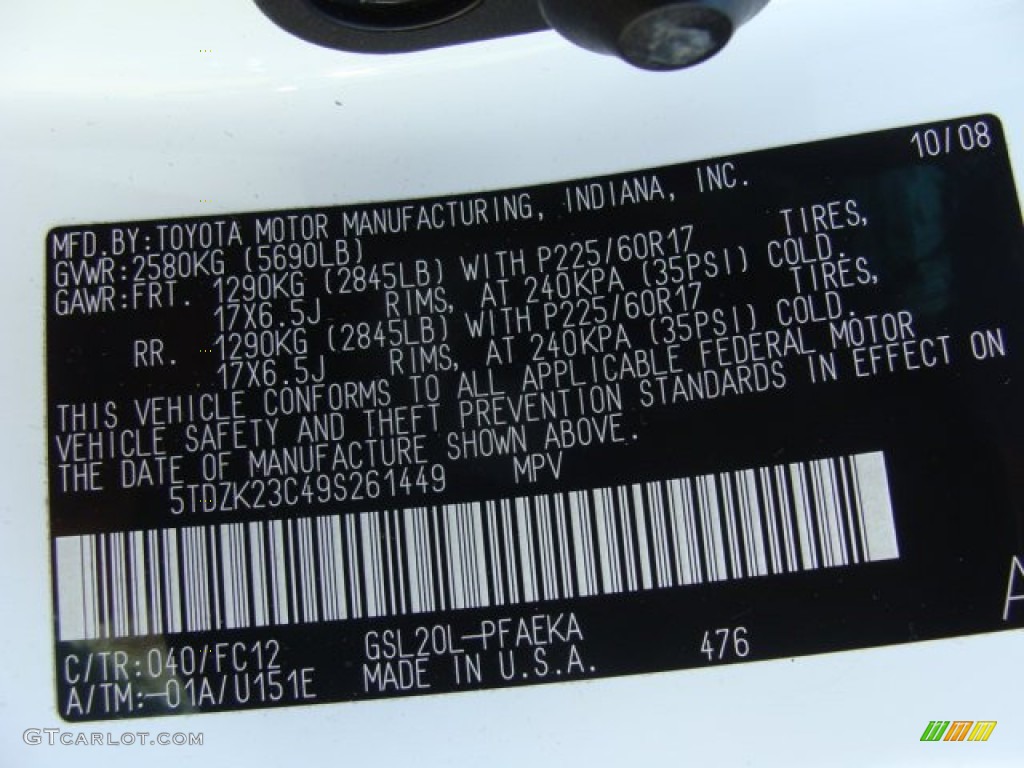 10/08
MFD.BY:TOYOTA MOTOR MANUFACTURING, INDIANA, INC.
GVWR:2580KG (5690LB)
GAWR:FRT. 1290KG (2845LB) WITH P225/60R17 TIRES,
17X6.5J RIMS, AT 240KPA (35PSI) COLD.
RR. 1290KG (2845LB) WITH P225/60R17 TIRES,
17X6.5J RIMS, AT 240KPA (35PSI) COLD.
THIS VEHICLE CONFORMS TO ALL APPLICABLE FEDERAL MOTOR
VEHICLE SAFETY AND THEFT PREVENTION STANDARDS IN EFFECT ON
THE DATE OF MANUFACTURE SHOWN ABOVE.
5TDZK23C49S261449 MPV
C/TR:040/FC12 GSL20L-PFAEKA 476 A
A/TM:-01A/U151E MADE IN U.S.A.
GTCARLOT.COM